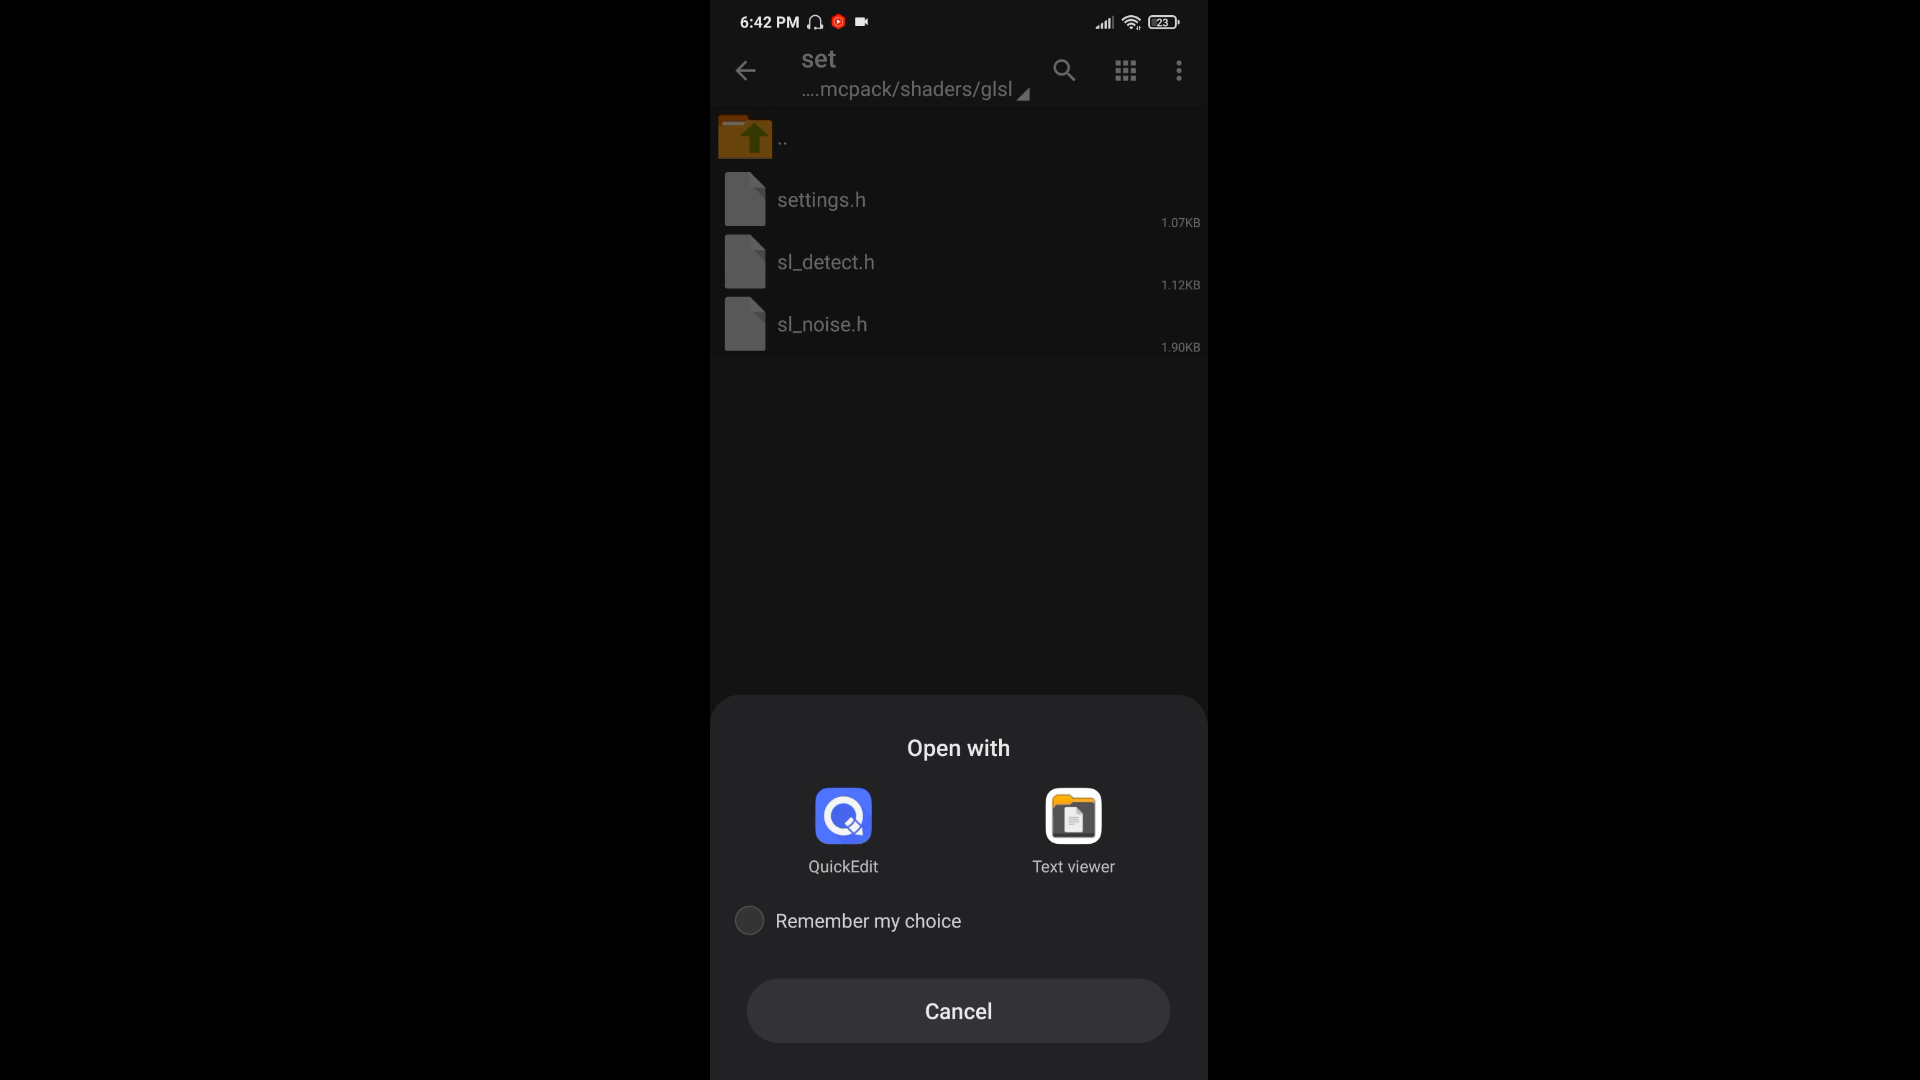 6:42 PM
23
set
....mcpack/shaders/glsl
..
settings.h
1.07KB
sl_detect.h
1.12KB
sl_noise.h
1.90KB
Open with
QuickEdit
Text viewer
Remember my choice
Cancel